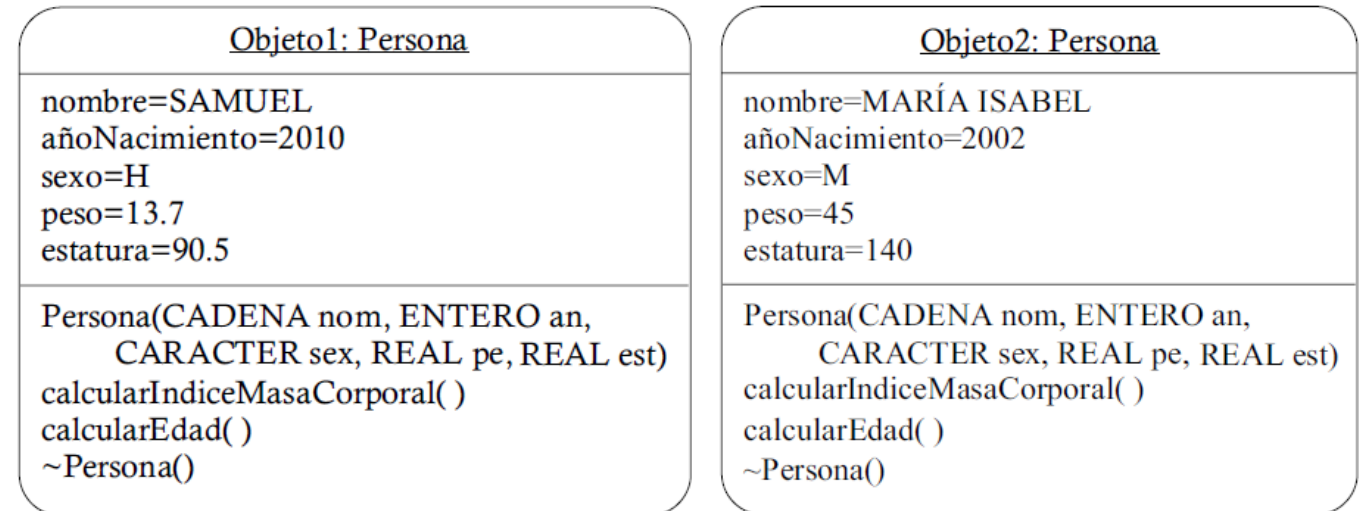 Objeto1: Persona
nombre=SAMUEL
añoNacimiento=2010
sexo=H
peso=13.7
estatura=90.5
Persona(CADENA nom, ENTERO an,
CARACTER sex, REAL pe, REAL est)
calcularIndiceMasaCorporal( )
calcularEdad( )
~Persona()
Objeto2: Persona
nombre=MARÍA ISABEL
añoNacimiento=2002
sexo=M
peso=45
estatura=140
Persona(CADENA nom, ENTERO an,
CARACTER sex, REAL pe, REAL est)
calcularIndiceMasaCorporal( )
calcularEdad( )
~Persona()